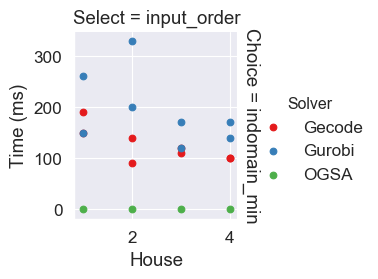 Select = input_order
Time (ms)
300
200
100
0
2
4
House
Choice = indomain_min
Solver
Gecode
Gurobi
OGSA